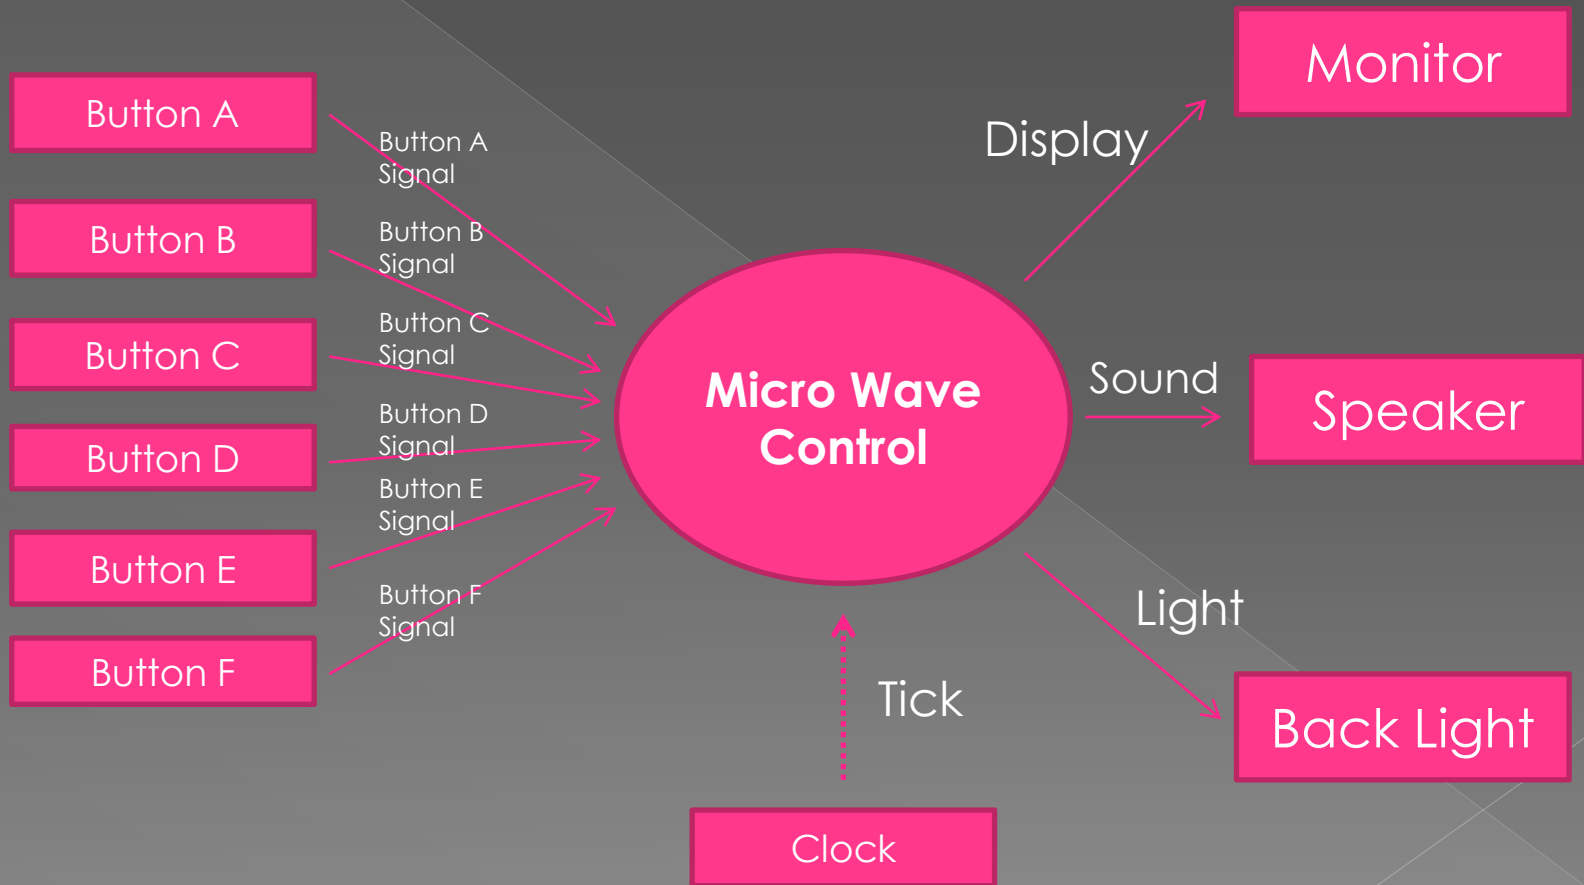 Button A
Button B
Button C
Button D
Button E
Button F
Button A
Signal
Button B
Signal
Button C
Signal
Button D
Signal
Button E
Signal
Button F
Signal
Micro Wave
Control
Tick
Clock
Display
Sound
Light
Monitor
Speaker
Back Light